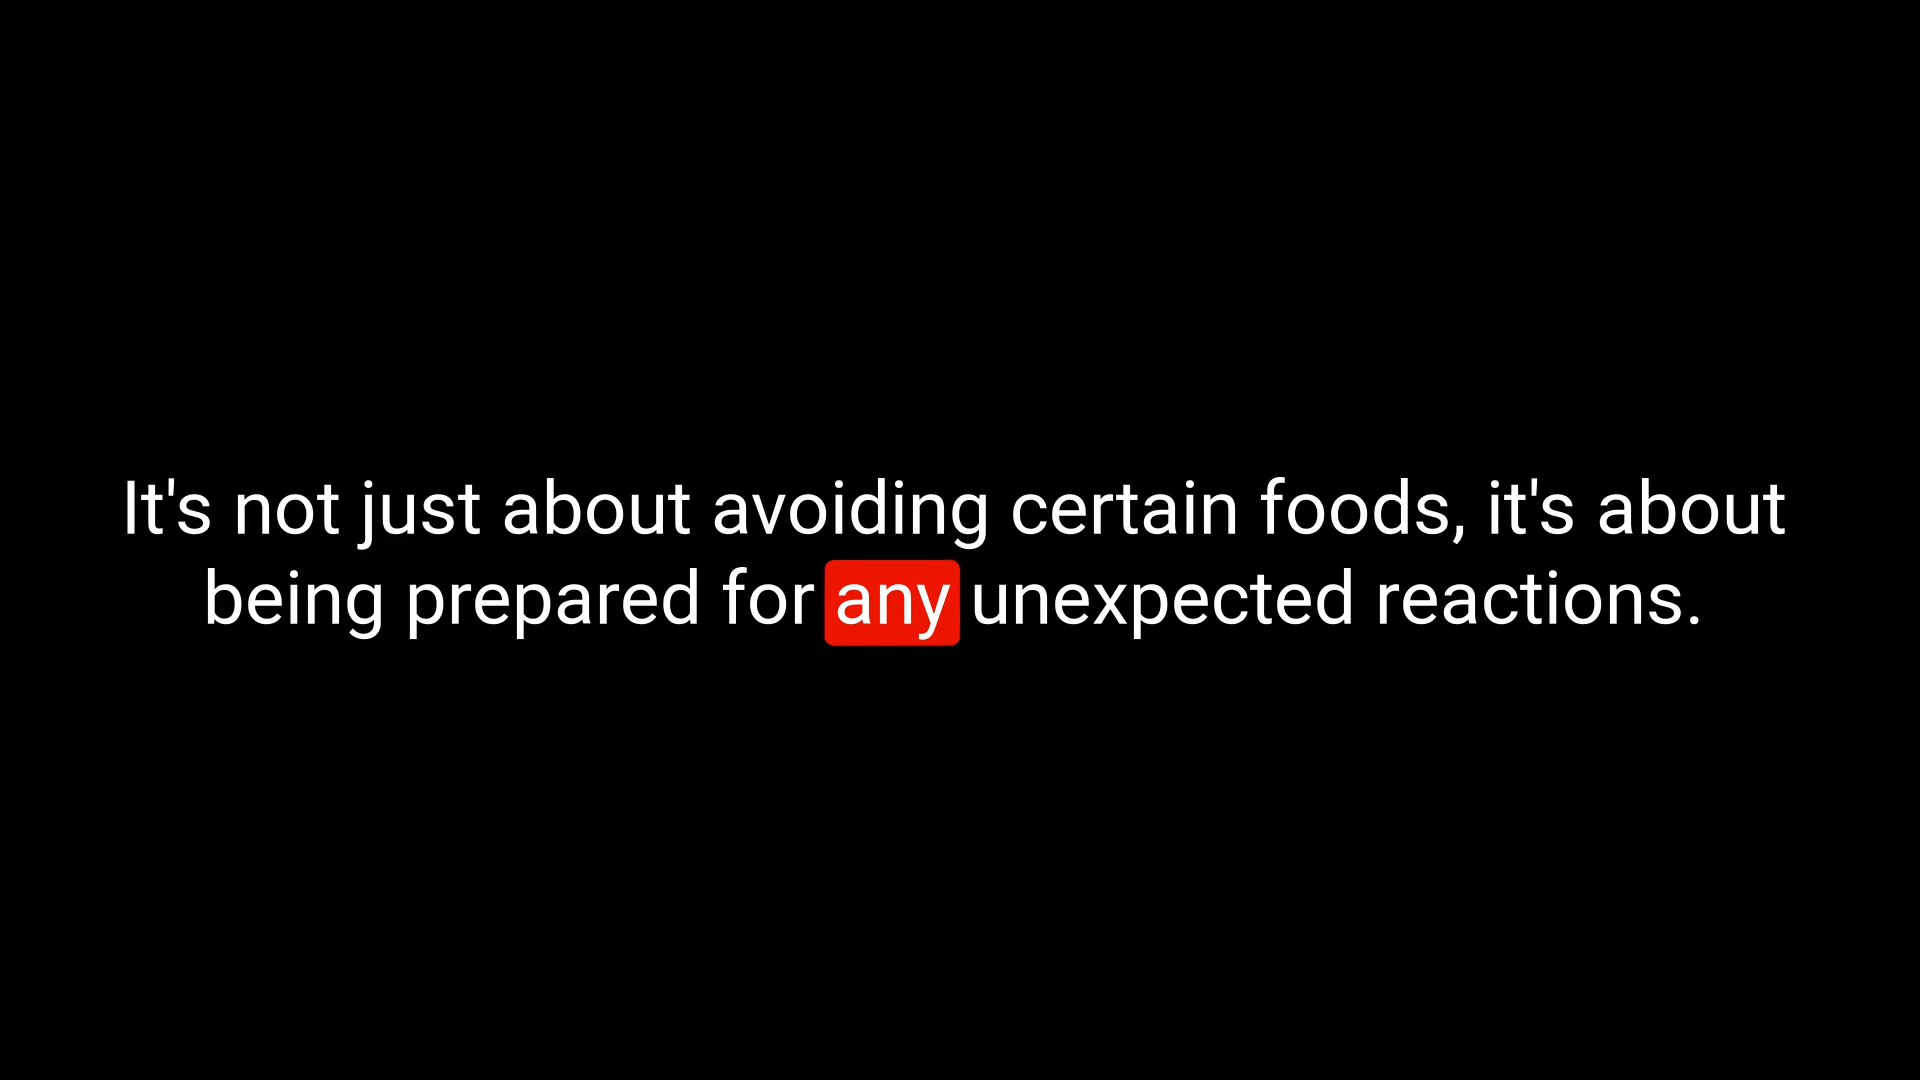 It's not just about avoiding certain foods, it's about
being prepared for any unexpected reactions.